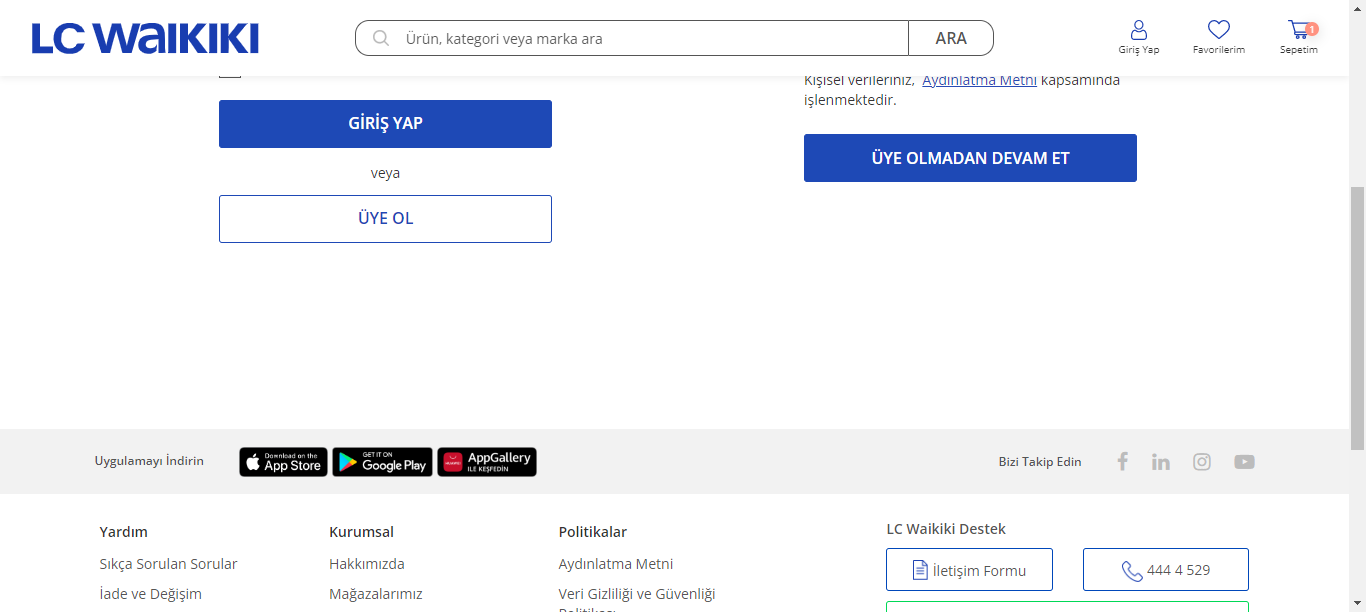 LC WAIKIKI
Ürün, kategori veya marka ara
ARA
Giriş Yap
Favorilerim
1
Sepetim
GİRİŞ YAP
veya
ÜYE OL
Kişisel verileriniz, Aydınlatma Metni kapsamında
işlenmektedir.
ÜYE OLMADAN DEVAM ET
Uygulamayı İndirin
Download on the
App Store
GET IT ON
Google Play
HUAWEI
AppGallery
İLE KEŞFEDİN
Bizi Takip Edin
Yardım
Sıkça Sorulan Sorular
İade ve Değişim
Kurumsal
Hakkımızda
Mağazalarımız
Politikalar
Aydınlatma Metni
Veri Gizliliği ve Güvenliği
Politikası
LC Waikiki Destek
İletişim Formu
444 4 529